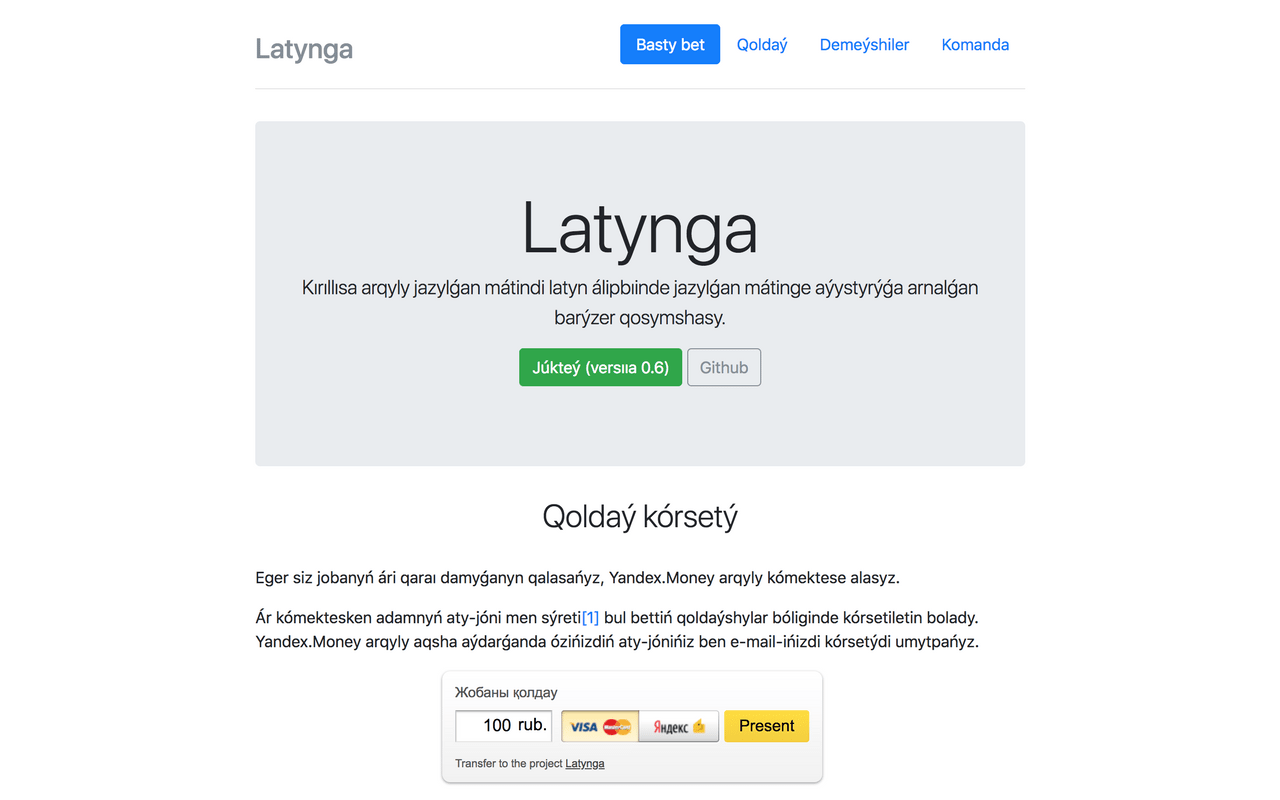 Latynga
Basty bet
Qoldaý
Demeýshiler
Komanda
Latynga
Kırıllısa arqyly jazylǵan mátindi latyn álipbıinde jazylǵan mátinge aýystyrýǵa arnalǵan
barýzer qosymshasy.
Júkteý (versııa 0.6)
Github
Qoldaý kórsetý
Eger siz jobanyń ári qaraı damyǵanyn qalasańyz, Yandex.Money arqyly kómektese alasyz.
Ár kómektesken adamnyń aty-jóni men sýreti[1] bul bettiń qoldaýshylar bóliginde kórsetiletin bolady.
Yandex.Money arqyly aqsha aýdarǵanda ózińizdiń aty-jónińiz ben e-mail-ińizdi kórsetýdi umytpańyz.
Жобаны қолдау
100 rub.
VISA
MasterCard
Яндекс
Present
Transfer to the project Latynga